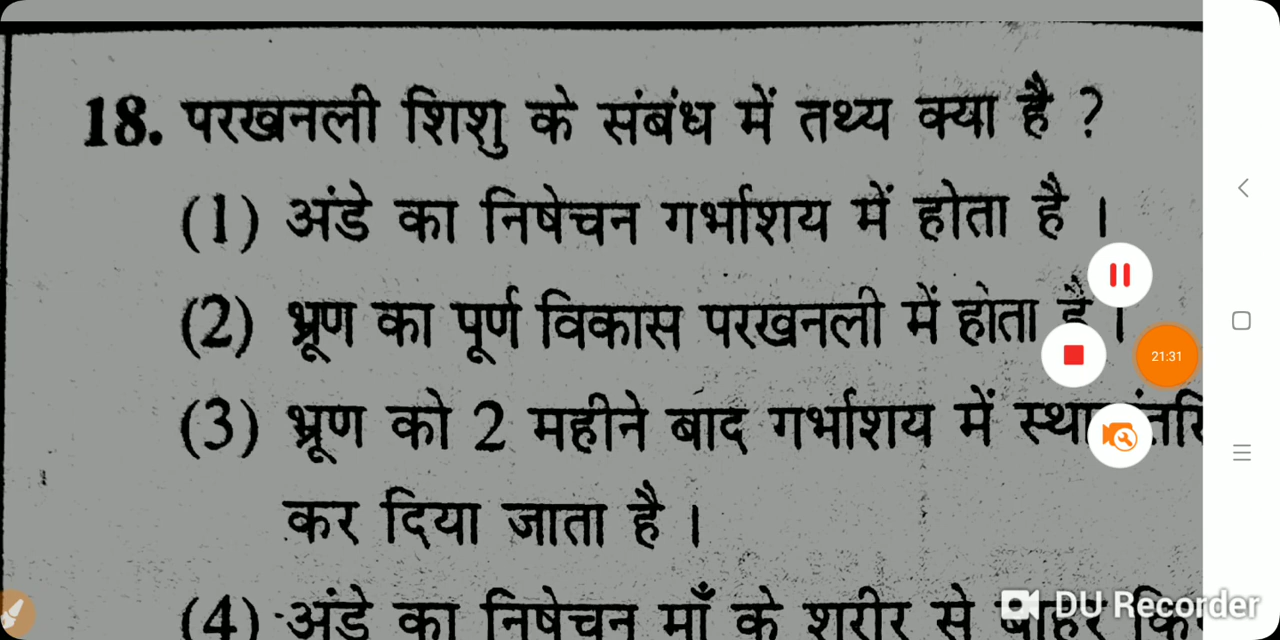 18. परखनली शिशु के संबंध में तथ्य क्या है ?
(1) अंडे का निषेचन गर्भाशय में होता है ।
(2) भ्रूण का पूर्ण विकास परखनली में होता है ।
21:31
(3) भ्रूण को 2 महीने बाद गर्भाशय में
कर दिया जाता है ।
(4) अंडे का निषेचन माँ के शरीर से बाहर
DU Recorder